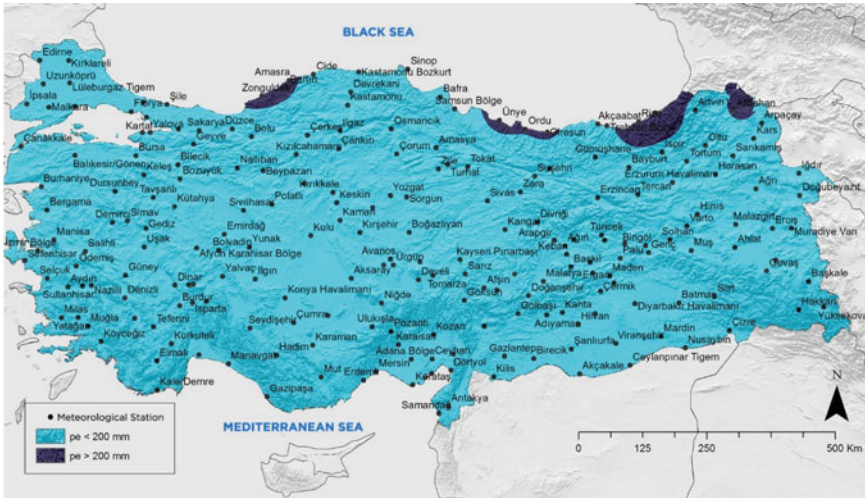 BLACK SEA
Edirne
Kırklareli
Uzunköprü
Lüleburgaz Tigem
İpsala
Malkara
Florya
Şile
Kartal
Yalova
Çanakkale
Amasra
Bartın
Zonguldak
Cide
Kastamonu Bozkurt
Sinop
Devrekani
Kastamonu
Bafra
Samsun Bölge
Ünye
Ordu
Giresun
Akçaabat
Rize
Trabzon Bölge
Artvin
Ardahan
Arpaçay
Kars
Sakarya
Düzce
Geyve
Bolu
Çerkeş
Ilgaz
Osmancık
Çankırı
Kızılcahamam
Çorum
Amasya
Zile
Tokat
Turhal
Suşehri
Gümüşhane
Bayburt
İspir
Oltu
Tortum
Sarıkamış
Horasan
Iğdır
Bursa
Bilecik
Balıkesir/Gönen
Keleş
Bozüyük
Nallıhan
Beypazarı
Burhaniye
Dursunbey
Tavşanlı
Kütahya
Sivrihisar
Polatlı
Kırıkkale
Keskin
Yozgat
Sorgun
Sivas
Zara
Erzincan
Erzurum Havalimanı
Tercan
Ağrı
Doğubeyazıt
Bergama
Demirci
Simav
Gediz
Uşak
Manisa
Salihli
İzmir Bölge
Seferihisar
Ödemiş
Selçuk
Aydın
Sultanhisar
Nazilli
Denizli
Güney
Emirdağ
Bolvadin
Yunak
Afyon Karahisar Bölge
Yalvaç
Ilgın
Dinar
Burdur
Isparta
Kulu
Kaman
Kırşehir
Boğazlıyan
Avanos
Ürgüp
Aksaray
Kayseri Pınarbaşı
Sarız
Develi
Tomarza
Afşin
Göksun
Kangal
Divriği
Arapgir
Keban
Ağın
Tunceli
Bingöl
Palu
Genç
Solhan
Hınıs
Varto
Muş
Malazgirt
Erciş
Muradiye Van
Ahlat
Gavaş
Başkale
Hakkari
Yüksekova
Baskil
Malatya
Maden
Ergani
Çermik
Doğanşehir
Gölbaşı
Kahta
Adıyaman
Hilvan
Diyarbakır Havalimanı
Batman
Siirt
Cizre
Mardin
Nusaybin
Viranşehir
Şanlıurfa
Ceylanpınar Tigem
Akçakale
Birecik
Gaziantep
Kilis
Milas
Muğla
Yatağan
Köyceğiz
Tefenni
Korkuteli
Elmalı
Kale/Demre
Konya Havalimanı
Çumra
Seydişehir
Hadim
Karaman
Manavgat
Gazipaşa
Mut
Niğde
Ulukışla
Pozantı
Karaisalı
Kozan
Adana Bölge
Ceyhan
Mersin
Erdemli
Karataş
Dörtyol
Samandağ
Antakya
MEDITERRANEAN SEA
Meteorological Station
pe < 200 mm
pe > 200 mm
N
0 125 250 500 Km